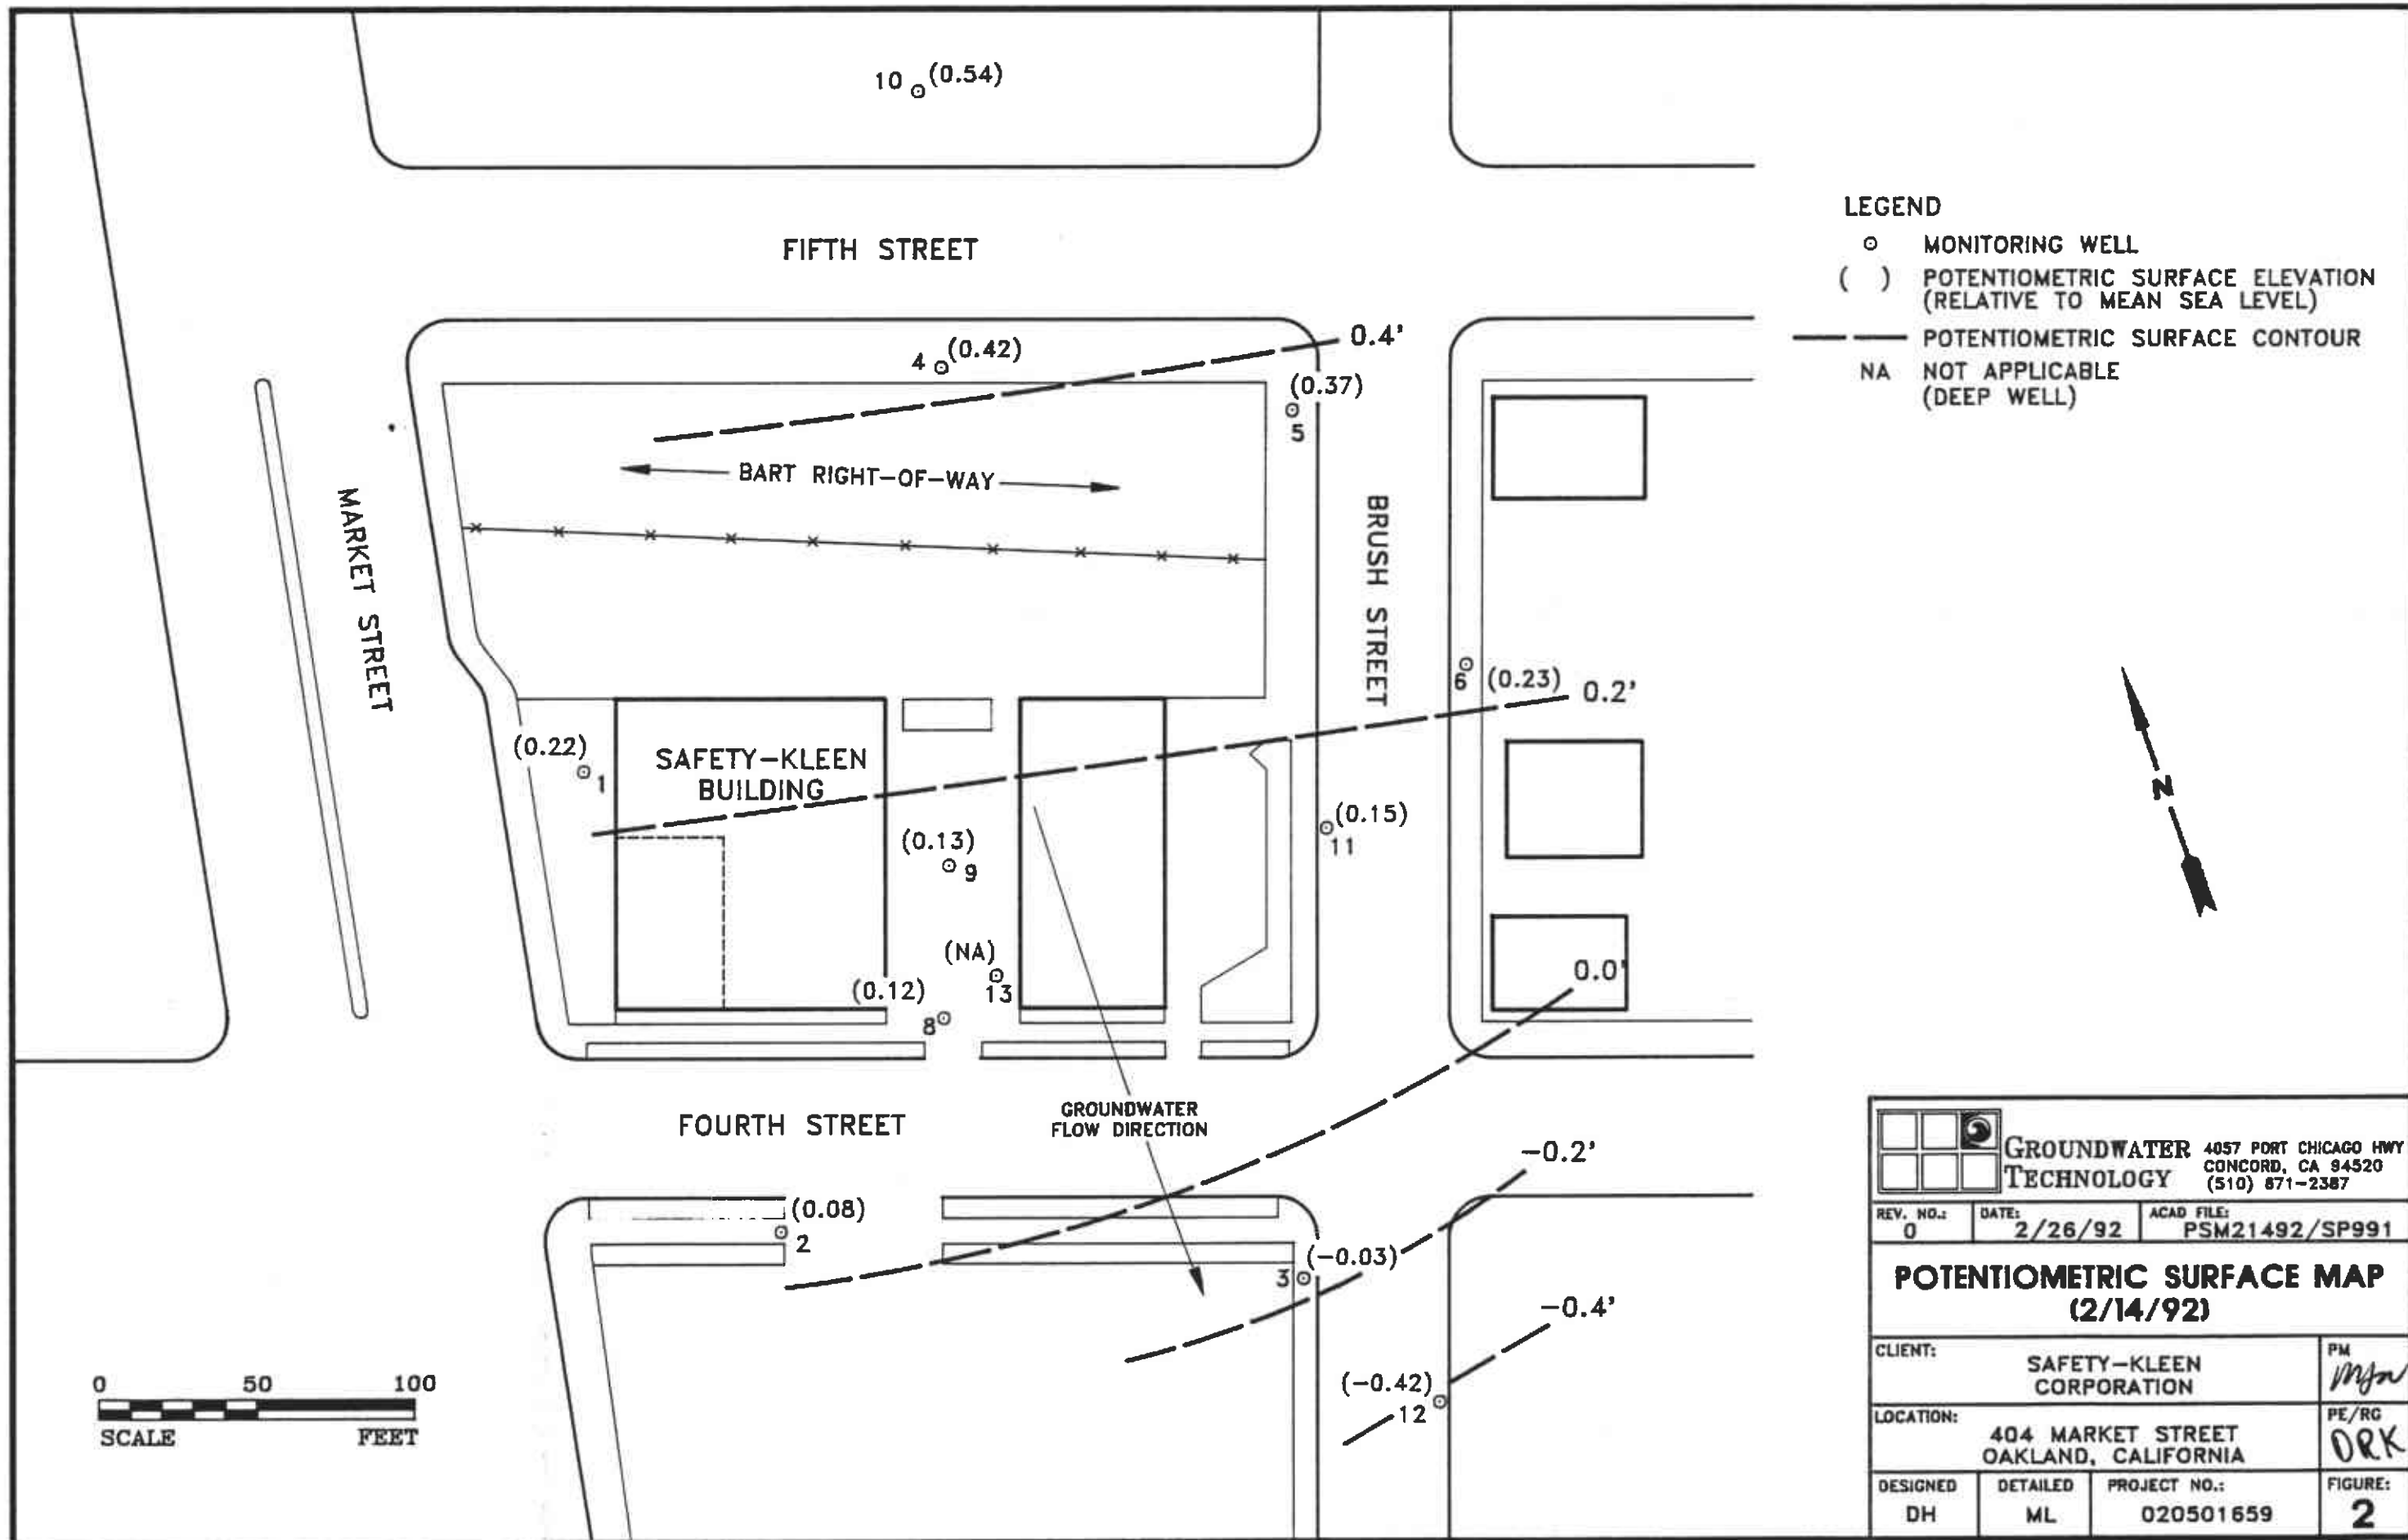 10 (0.54)
FIFTH STREET
LEGEND
MONITORING WELL
( ) POTENTIOMETRIC SURFACE ELEVATION
(RELATIVE TO MEAN SEA LEVEL)
POTENTIOMETRIC SURFACE CONTOUR
NA NOT APPLICABLE
(DEEP WELL)
0.4'
4 (0.42)
(0.37)
5
BART RIGHT-OF-WAY
MARKET STREET
BRUSH STREET
6 (0.23)
0.2'
(0.22)
1
SAFETY-KLEEN
BUILDING
(0.13)
9
(0.15)
11
N
(NA)
13
(0.12)
8
0.0'
FOURTH STREET
GROUNDWATER
FLOW DIRECTION
-0.2'
(0.08)
2
(-0.03)
3
-0.4'
(-0.42)
12
0 50 100
SCALE FEET
GROUNDWATER
TECHNOLOGY
4057 PORT CHICAGO HWY
CONCORD, CA 94520
(510) 671-2387
REV. NO.:
0
DATE:
2/26/92
ACAD FILE:
PSM21492/SP991
POTENTIOMETRIC SURFACE MAP
(2/14/92)
CLIENT:
SAFETY-KLEEN
CORPORATION
PM
LOCATION:
404 MARKET STREET
OAKLAND, CALIFORNIA
PE/RG
DRK
DESIGNED
DH
DETAILED
ML
PROJECT NO.:
020501659
FIGURE:
2